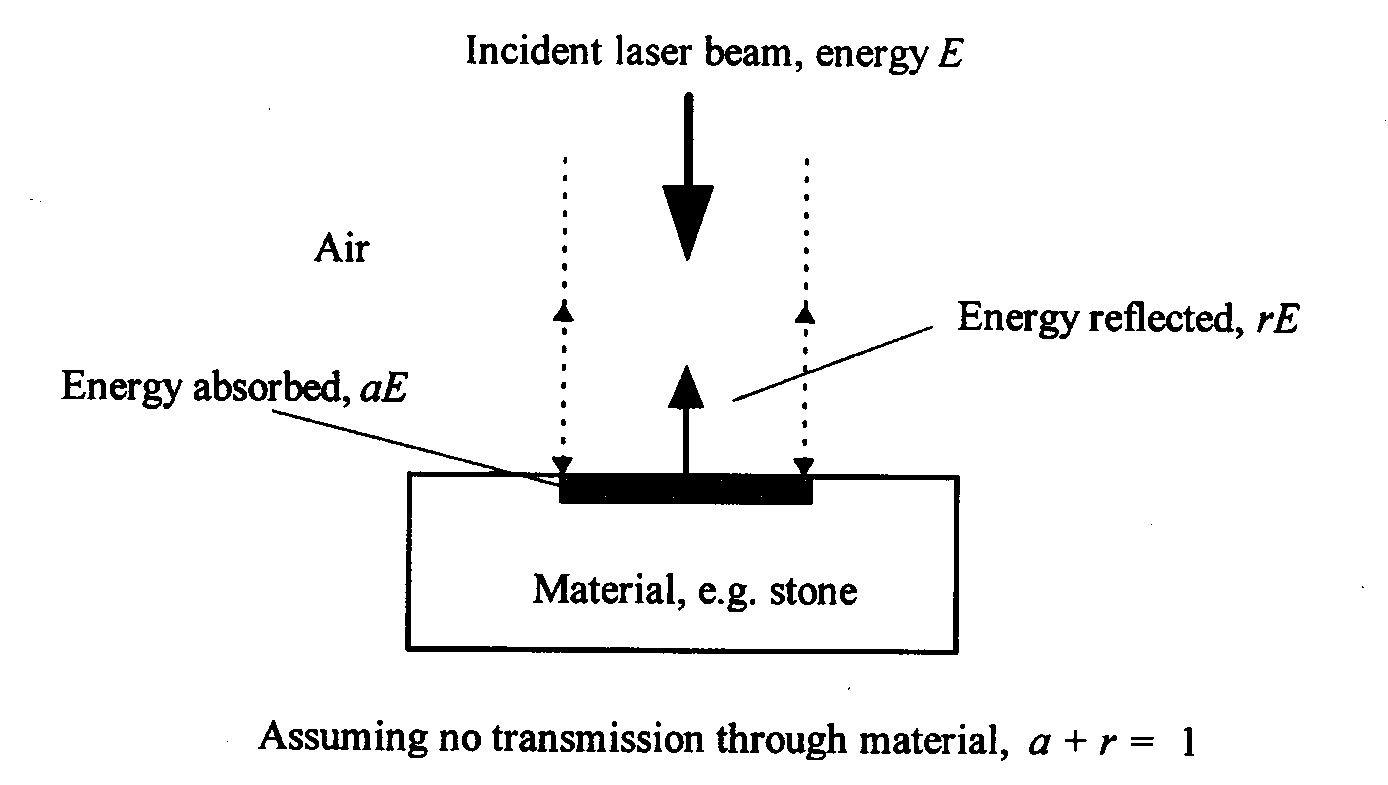 Incident laser beam, energy E
Air
Energy reflected, rE
Energy absorbed, aE
Material, e.g. stone
Assuming no transmission through material, a + r = 1